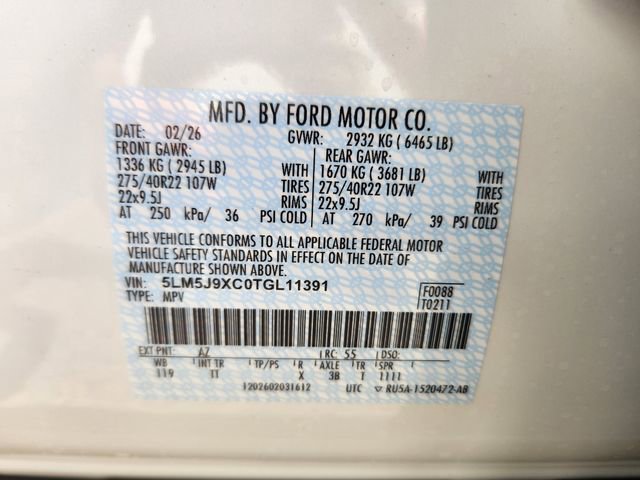 MFD. BY FORD MOTOR CO.
DATE: 02/26 GVWR: 2932 KG ( 6465 LB)
FRONT GAWR: REAR GAWR:
1336 KG ( 2945 LB) WITH 1670 KG ( 3681 LB) WITH
275/40R22 107W TIRES 275/40R22 107W TIRES
22x9.5J RIMS 22x9.5J RIMS
AT 250 kPa/ 36 PSI COLD AT 270 kPa/ 39 PSI COLD
THIS VEHICLE CONFORMS TO ALL APPLICABLE FEDERAL MOTOR
VEHICLE SAFETY STANDARDS IN EFFECT ON THE DATE OF
MANUFACTURE SHOWN ABOVE.
VIN: 5LM5J9XC0TGL11391 F0088
TYPE: MPV T0211
EXT PNT: AZ RC: 55 DSO:
WB INT TR TP/PS R AXLE TR SPR
119 TT X 3B T 1111
1202602031612 UTC ▽ RU5A-1520472-AB